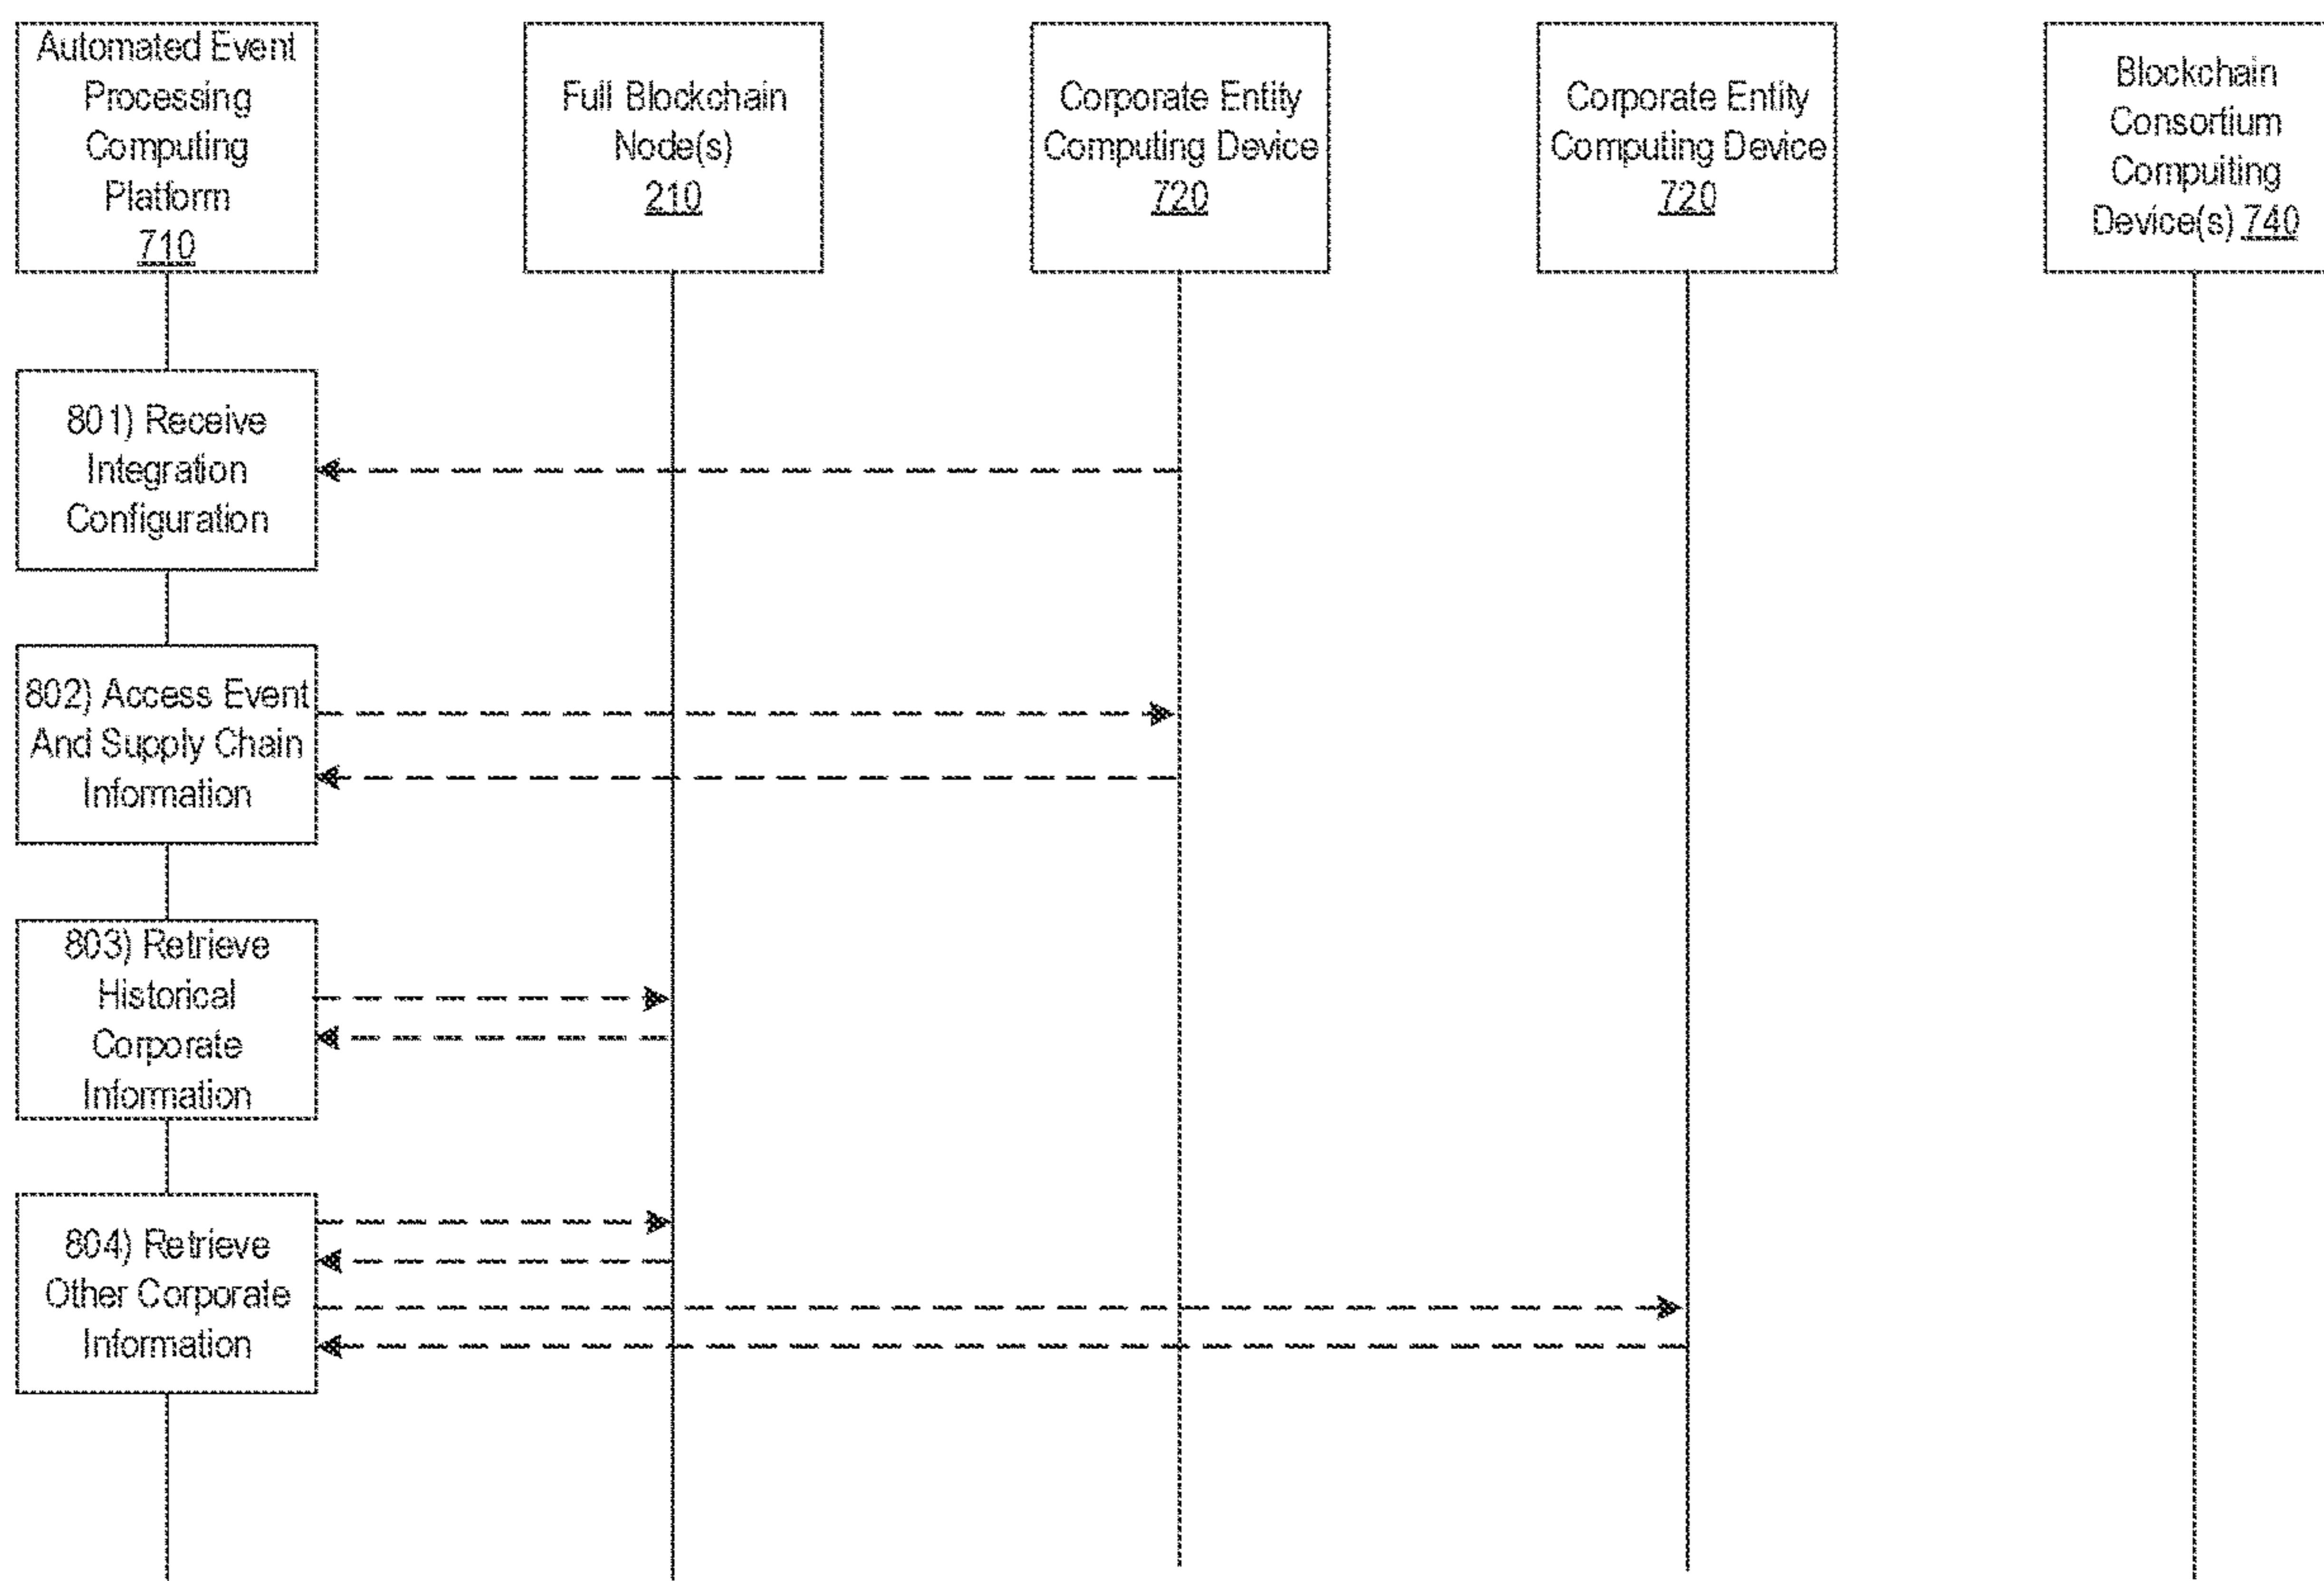 Automated Event
Processing
Computing
Platform
710
Full Blockchain
Node(s)
210
Corporate Entity
Computing Device
720
Corporate Entity
Computing Device
720
Blockchain
Consortium
Compuiting
Device(s) 740
801) Receive
Integration
Configuration
802) Access Event
And Supply Chain
Information
803) Retrieve
Historical
Corporate
Information
804) Retrieve
Other Corporate
Information